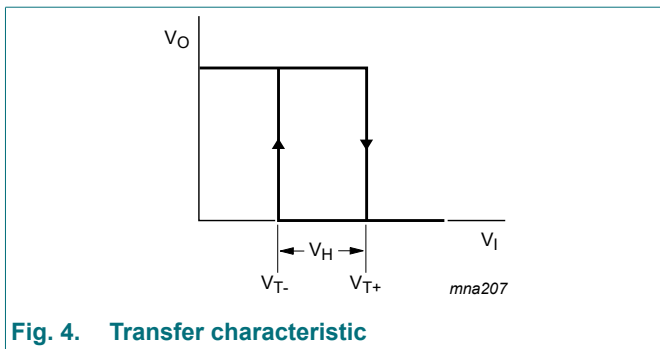 VO
VI
VH
VT-
VT+
mna207
Fig. 4. Transfer characteristic